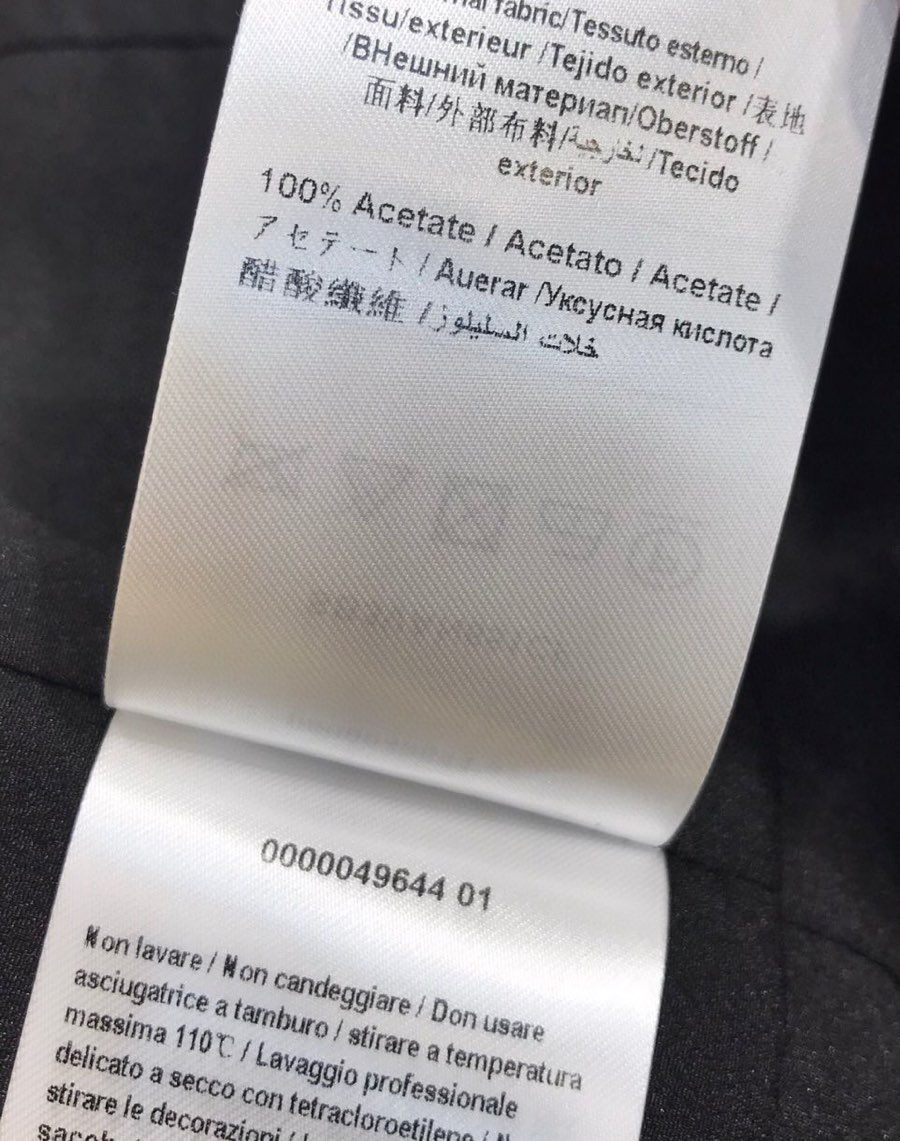 fabric/Tessuto esterno /
Tissu/exterieur /Tejido exterior /表地
/ВНешний материал/Oberstoff /
面料/外部布料/لخارجية/Tecido
exterior
100% Acetate / Acetato / Acetate /
アセテート / Auerar /Уксусная кислота
醋酸纖維 / خلات السليلوز
0000049644 01
Non lavare / Non candeggiare / Don usare
asciugatrice a tamburo / stirare a temperatura
massima 110℃ / Lavaggio professionale
delicato a secco con tetracloroetilene /
stirare le decorazioni /